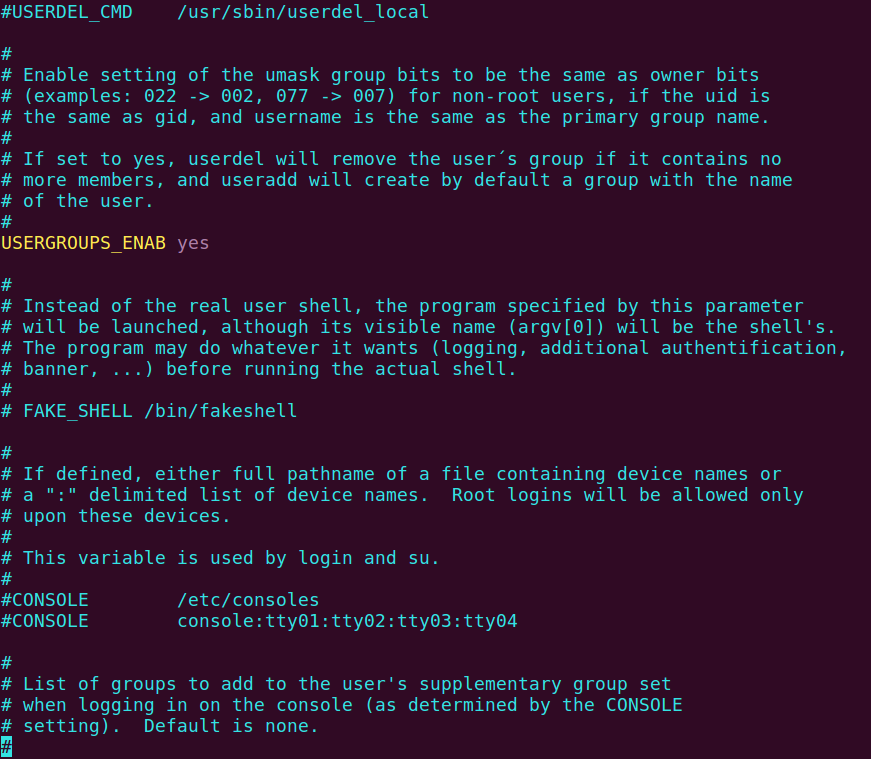 #USERDEL_CMD    /usr/sbin/userdel_local
#
# Enable setting of the umask group bits to be the same as owner bits
# (examples: 022 -> 002, 077 -> 007) for non-root users, if the uid is
# the same as gid, and username is the same as the primary group name.
#
# If set to yes, userdel will remove the user´s group if it contains no
# more members, and useradd will create by default a group with the name
# of the user.
#
USERGROUPS_ENAB yes
#
# Instead of the real user shell, the program specified by this parameter
# will be launched, although its visible name (argv[0]) will be the shell's.
# The program may do whatever it wants (logging, additional authentification,
# banner, ...) before running the actual shell.
#
# FAKE_SHELL /bin/fakeshell
#
# If defined, either full pathname of a file containing device names or
# a ":" delimited list of device names.  Root logins will be allowed only
# upon these devices.
#
# This variable is used by login and su.
#
#CONSOLE        /etc/consoles
#CONSOLE        console:tty01:tty02:tty03:tty04
#
# List of groups to add to the user's supplementary group set
# when logging in on the console (as determined by the CONSOLE
# setting).  Default is none.
#